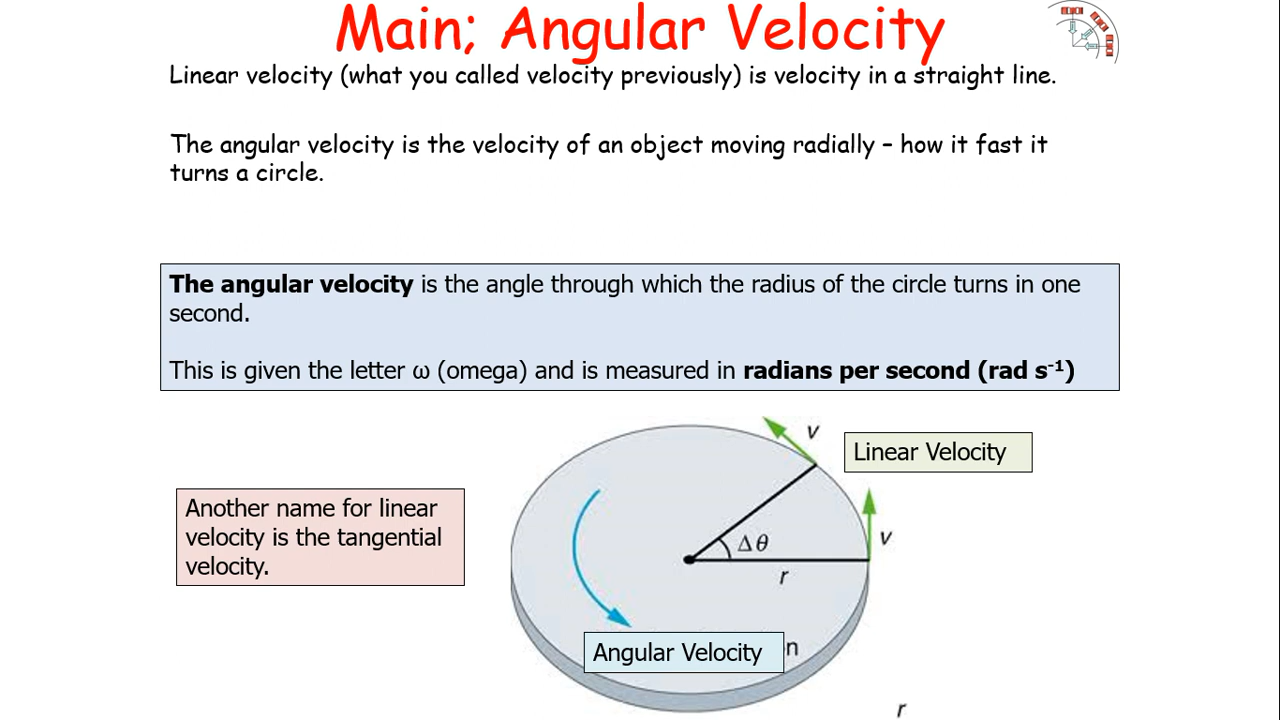 Main; Angular Velocity
Linear velocity (what you called velocity previously) is velocity in a straight line.
The angular velocity is the velocity of an object moving radially – how it fast it
turns a circle.
The angular velocity is the angle through which the radius of the circle turns in one
second.
This is given the letter ω (omega) and is measured in radians per second (rad s⁻¹)
v
Linear Velocity
Another name for linear
velocity is the tangential
velocity.
v
Δθ
r
Angular Velocity
n
r